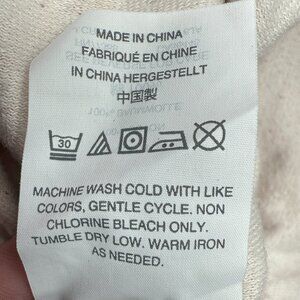 MADE IN CHINA
FABRIQUÉ EN CHINE
IN CHINA HERGESTELLT
中国製
30
MACHINE WASH COLD WITH LIKE
COLORS, GENTLE CYCLE. NON
CHLORINE BLEACH ONLY.
TUMBLE DRY LOW. WARM IRON
AS NEEDED.